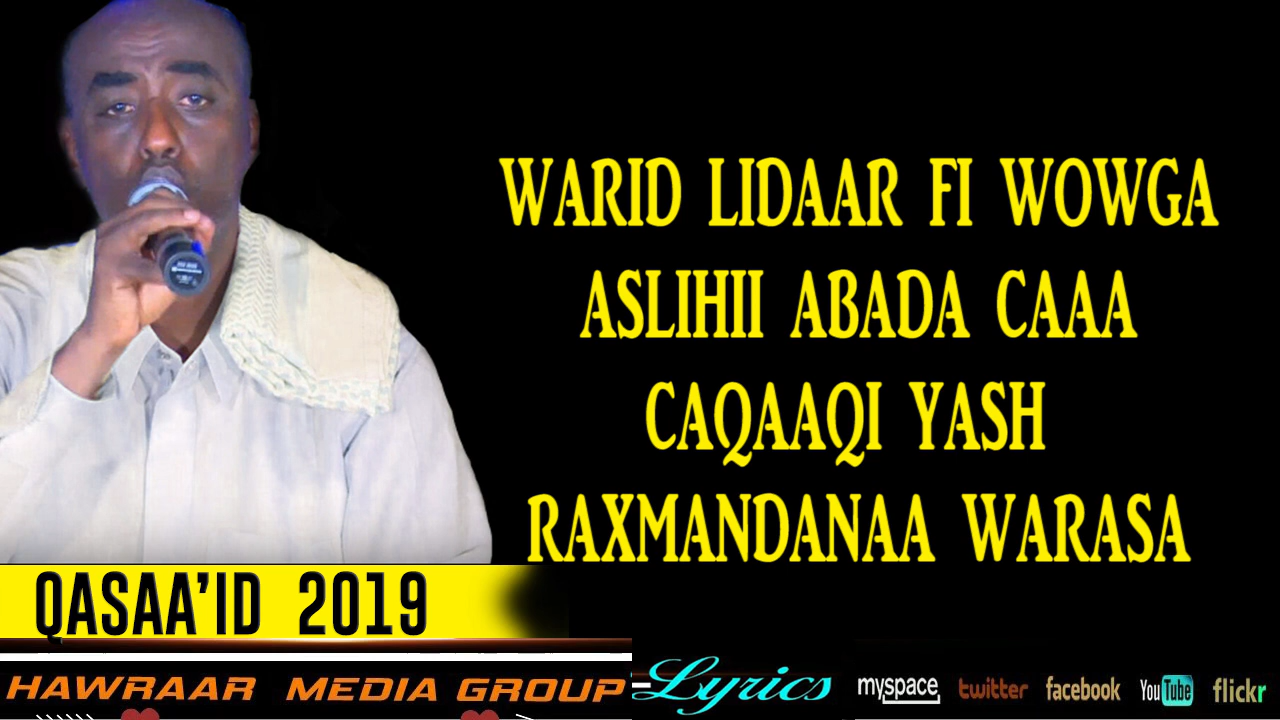 WARID LIDAAR FI WOWGA
ASLIHII ABADA CAAA
CAQAAQI YASH
RAXMANDANAA WARASA
QASAA'ID 2019
HAWRAAR MEDIA GROUP Lyrics myspace twitter facebook YouTube flickr